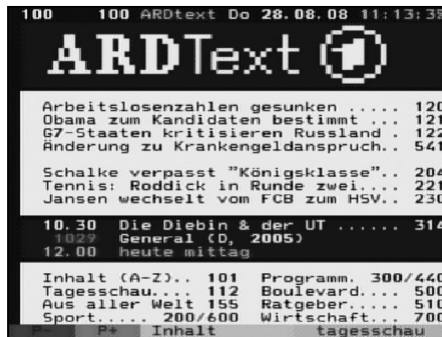 100 100 ARDtext Do 28.08.08 11:13:3
ARDText 1
Arbeitslosenzahlen gesunken ..... 120
Obama zum Kandidaten bestimmt ... 121
G7-Staaten kritisieren Russland . 122
Änderung zu Krankengeldanspruch.. 541
Schalke verpasst "Königsklasse".. 204
Tennis: Roddick in Runde zwei.... 221
Jansen wechselt vom FCB zum HSV.. 230
10.30 Die Diebin & der UT ...... 314
1029 General (D, 2005)
12.00 heute mittag
Inhalt (A-Z).. 101 Programm. 300/440
Tagesschau.... 112 Boulevard.... 500
Aus aller Welt 155 Ratgeber..... 510
Sport..... 200/600 Wirtschaft... 700
P- P+ Inhalt tagesschau